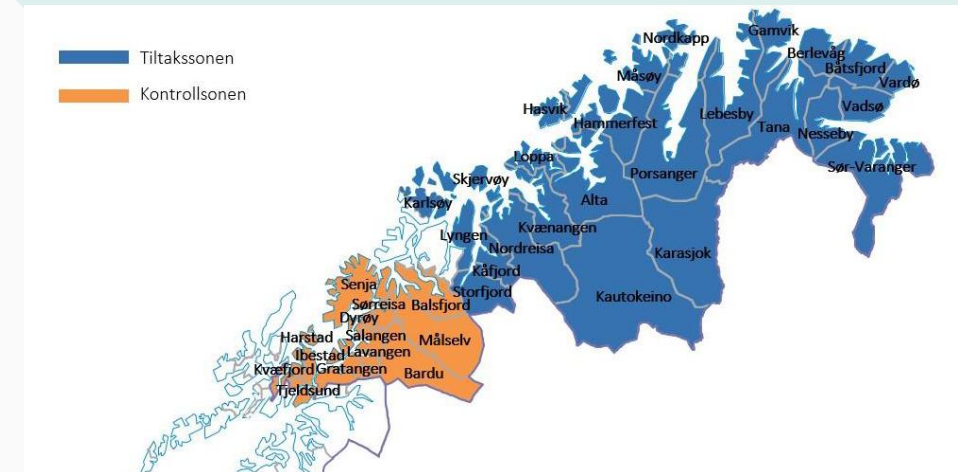 Tiltakssonen
Kontrollsonen
Gamvik
Nordkapp
Berlevåg
Båtsfjord
Måsøy
Vardø
Hasvik
Lebesby
Vadsø
Hammerfest
Tana
Nesseby
Loppa
Sør-Varanger
Porsanger
Skjervøy
Alta
Karlsøy
Kvænangen
Lyngen
Nordreisa
Karasjok
Kåfjord
Senja
Storfjord
Kautokeino
Sørreisa
Balsfjord
Dyrøy
Harstad
Salangen
Målselv
Ibestad
Lavangen
Kvæfjord
Gratangen
Bardu
Tjeldsund